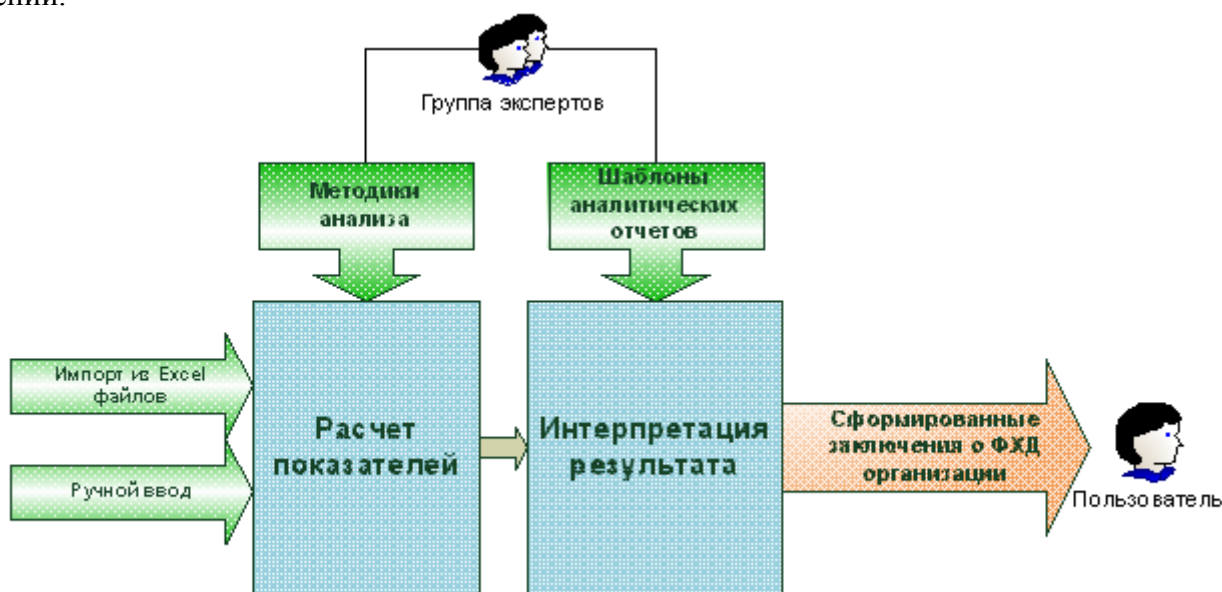 ении.
Группа экспертов
Методики
анализа
Шаблоны
аналитических
отчетов
Импорт из Excel
файлов
Ручной ввод
Расчет
показателей
Интерпретация
результата
Сформированные
заключения о ФХД
организации
Пользователь